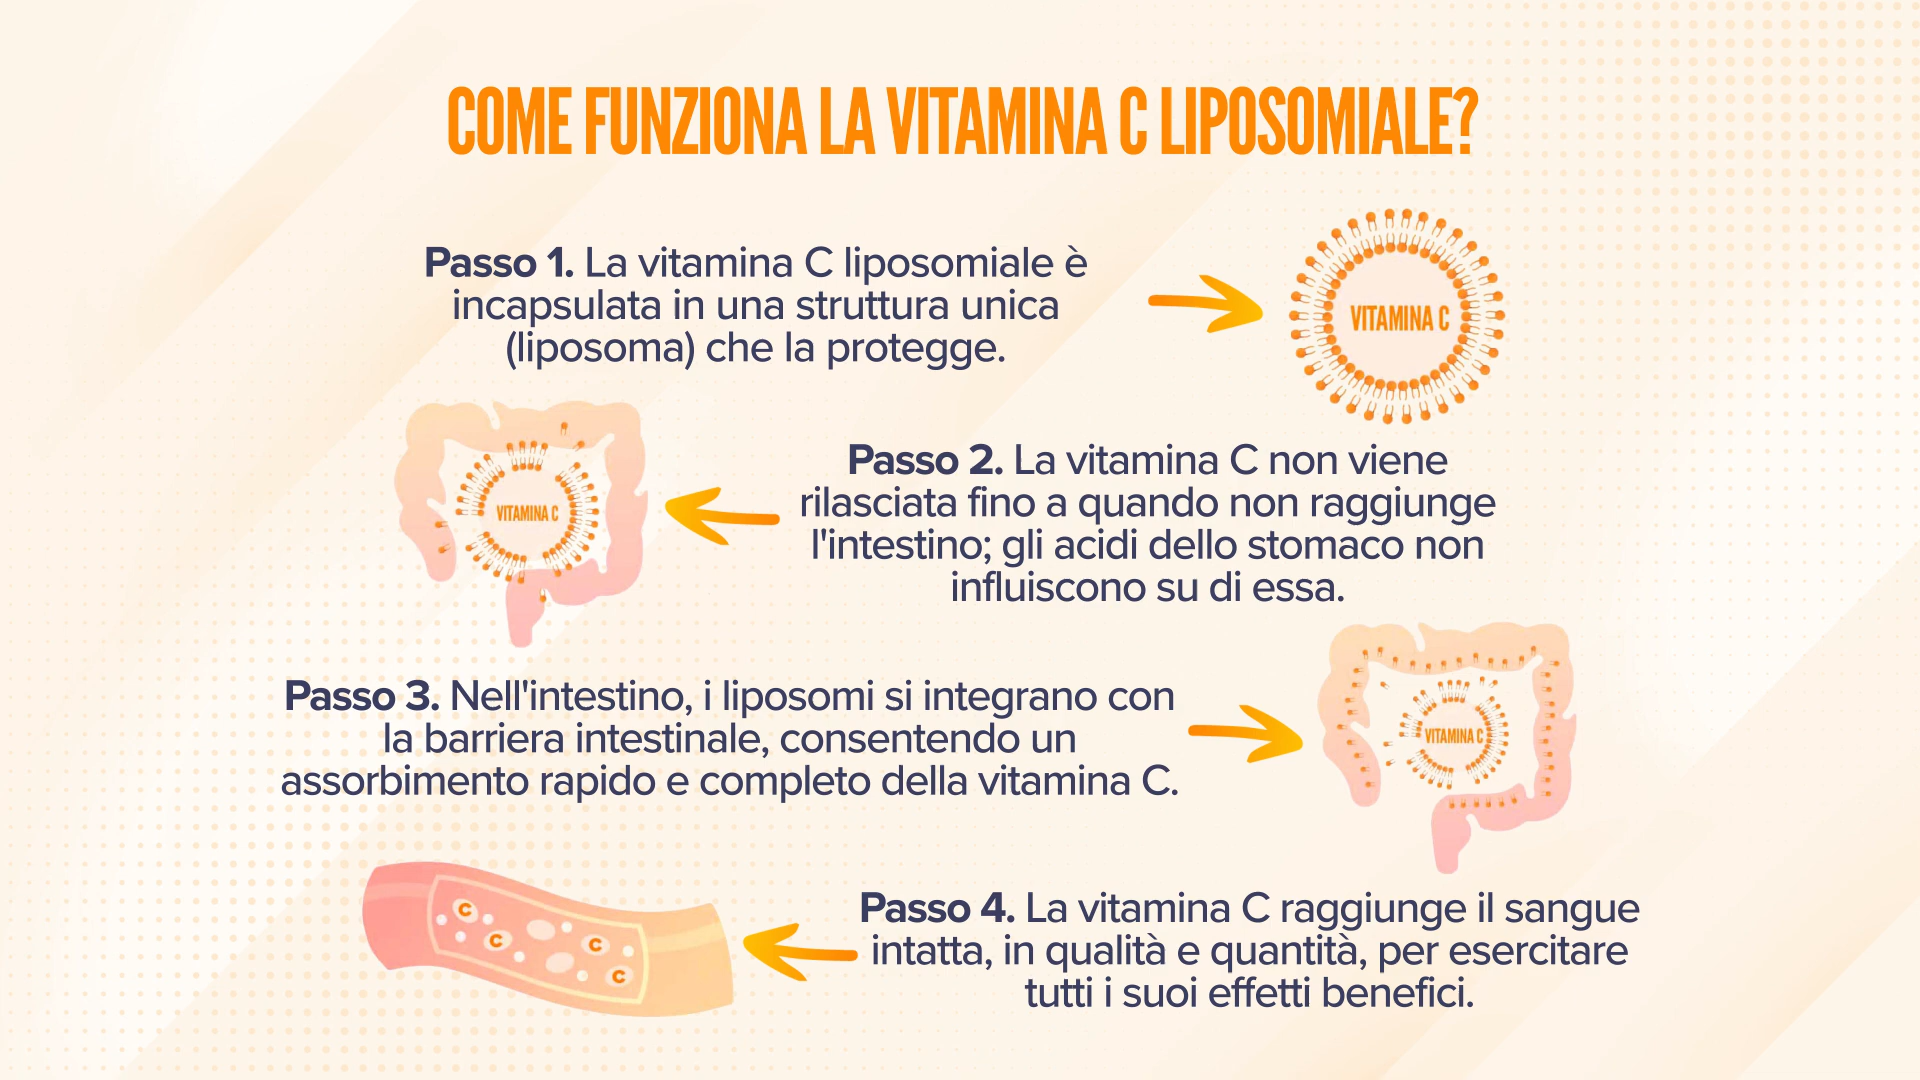 COME FUNZIONA LA VITAMINA C LIPOSOMIALE?
Passo 1. La vitamina C liposomiale è
incapsulata in una struttura unica
(liposoma) che la protegge.
VITAMINA C
Passo 2. La vitamina C non viene
rilasciata fino a quando non raggiunge
l'intestino; gli acidi dello stomaco non
influiscono su di essa.
VITAMINA C
Passo 3. Nell'intestino, i liposomi si integrano con
la barriera intestinale, consentendo un
assorbimento rapido e completo della vitamina C.
VITAMINA C
Passo 4. La vitamina C raggiunge il sangue
intatta, in qualità e quantità, per esercitare
tutti i suoi effetti benefici.
C
C
C
C